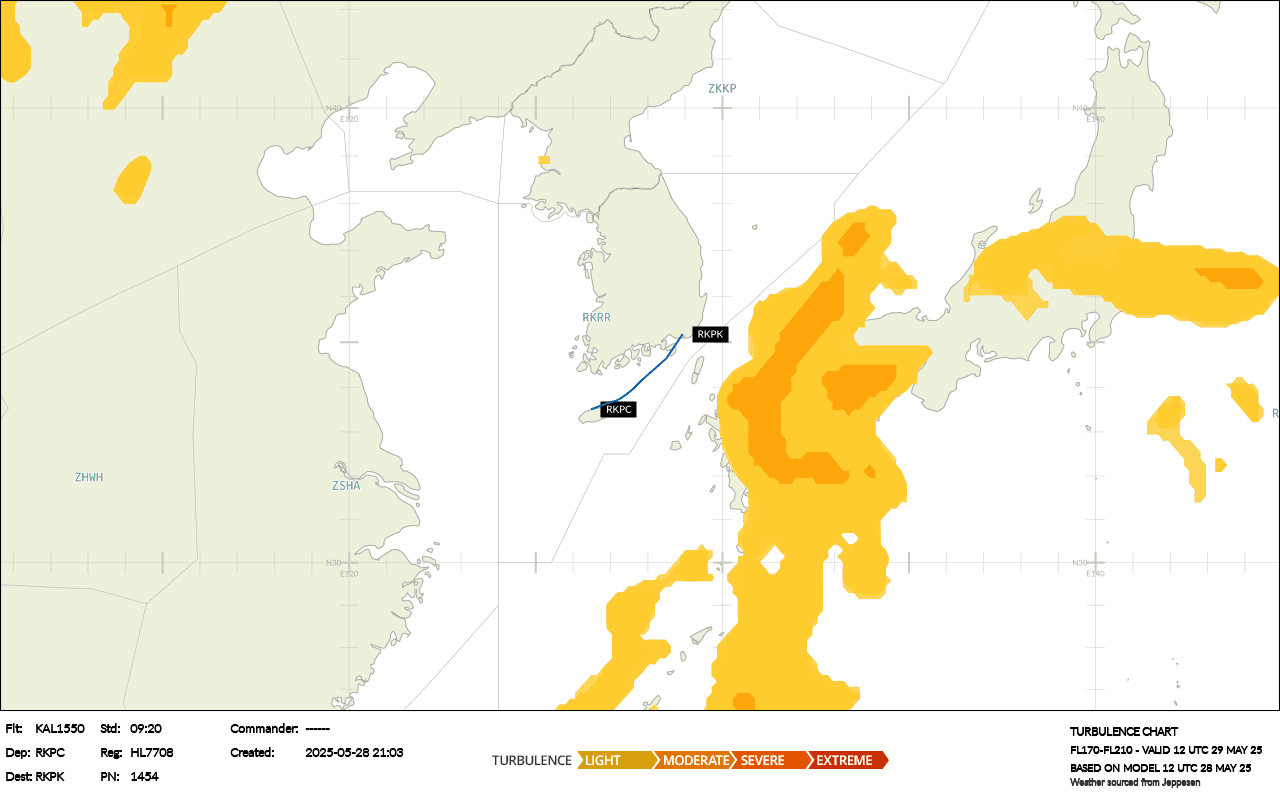 ZKKP
N40
E120
N40
E140
RKRR
RKPK
RKPC
R
ZHWH
ZSHA
N30
E120
N30
E140
Flt: KAL1550 Std: 09:20 Commander: ------
Dep: RKPC Reg: HL7708 Created: 2025-05-28 21:03
Dest: RKPK PN: 1454
TURBULENCE LIGHT MODERATE SEVERE EXTREME
TURBULENCE CHART
FL170-FL210 - VALID 12 UTC 29 MAY 25
BASED ON MODEL 12 UTC 28 MAY 25
Weather sourced from Jeppesen